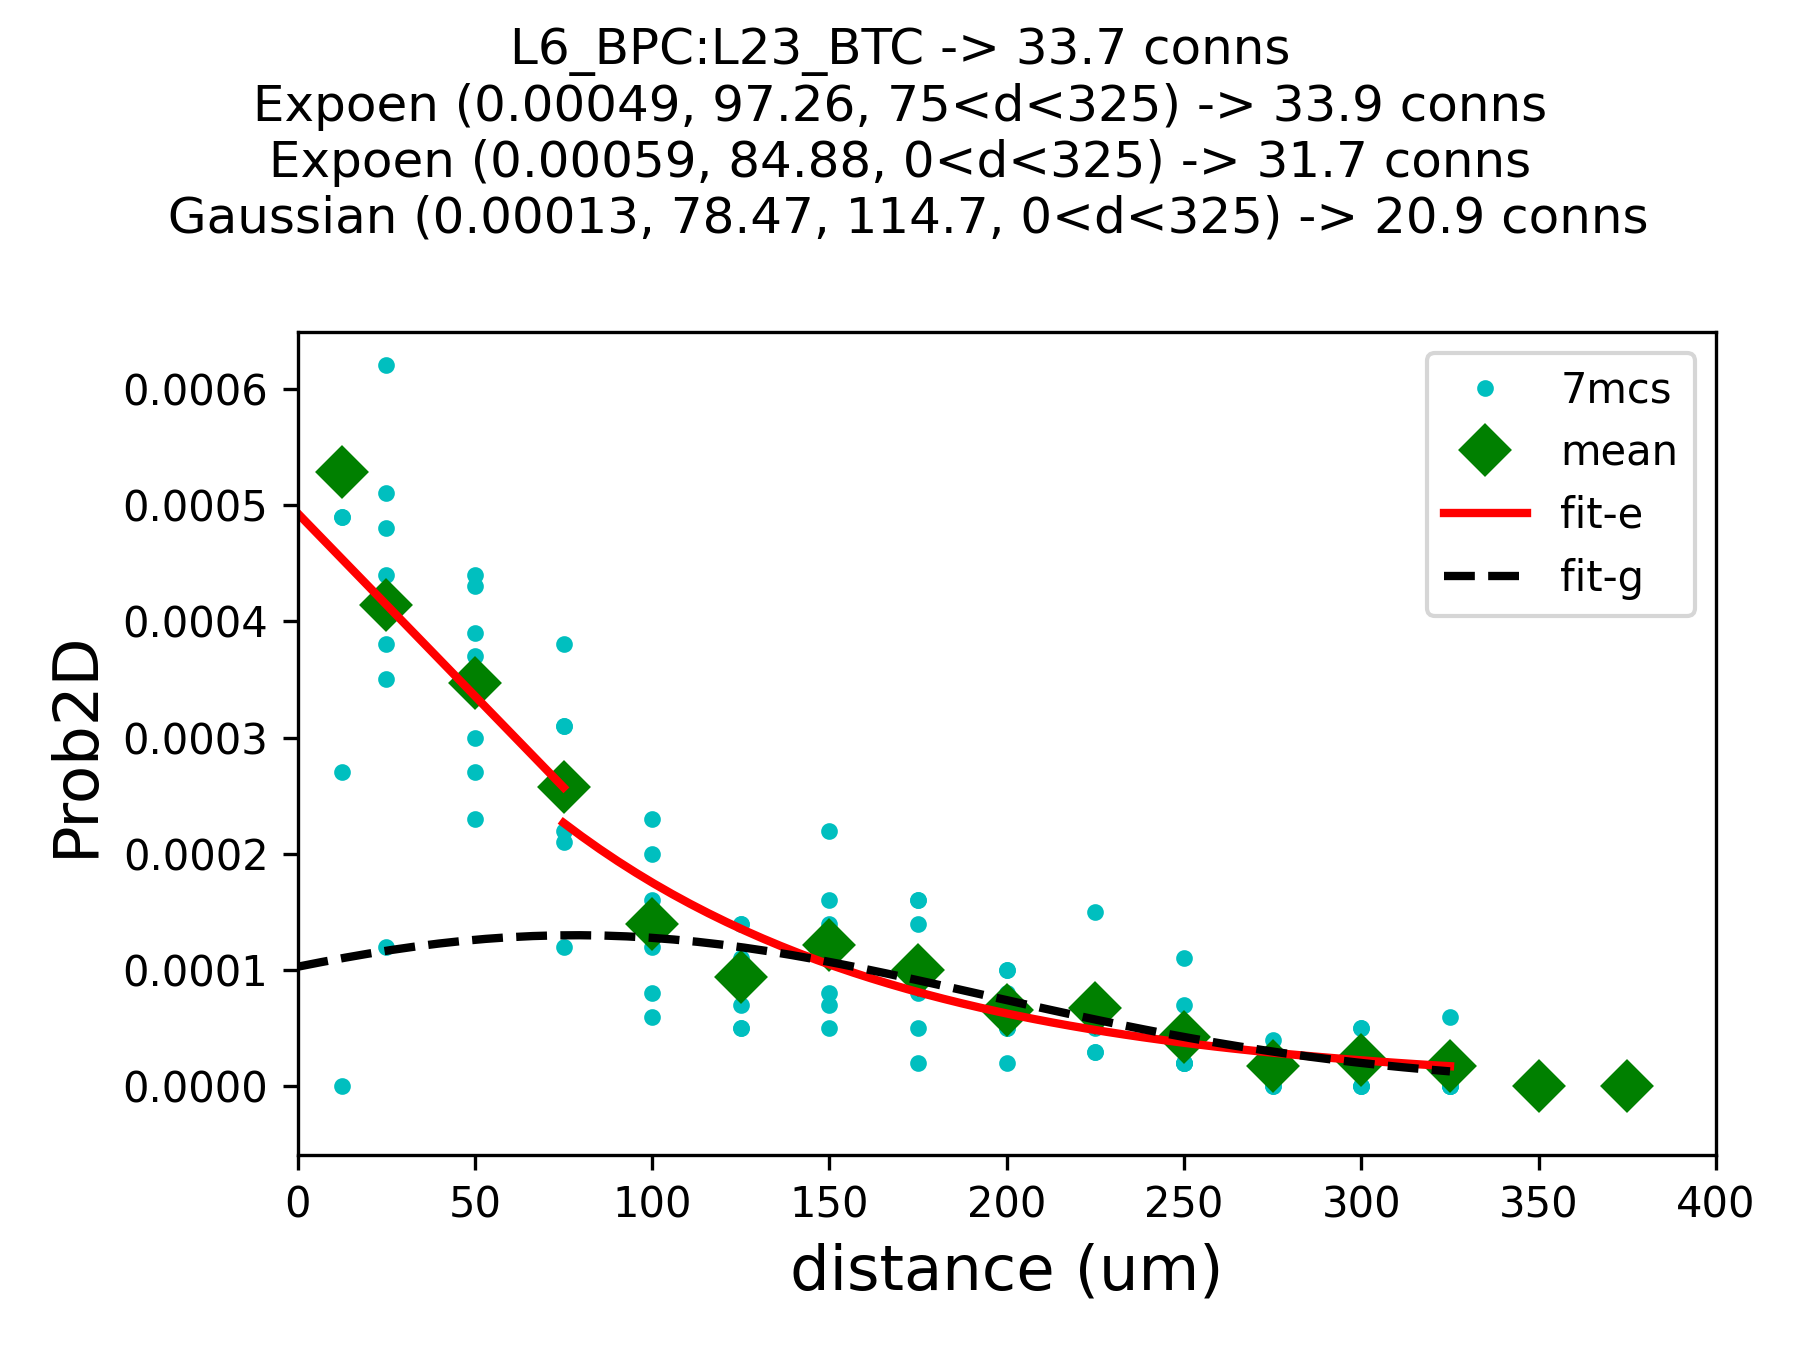 L6_BPC:L23_BTC -> 33.7 conns
Expoen (0.00049, 97.26, 75<d<325) -> 33.9 conns
Expoen (0.00059, 84.88, 0<d<325) -> 31.7 conns
Gaussian (0.00013, 78.47, 114.7, 0<d<325) -> 20.9 conns
7mcs
mean
fit-e
fit-g
Prob2D
0.0006
0.0005
0.0004
0.0003
0.0002
0.0001
0.0000
0 50 100 150 200 250 300 350 400
distance (um)